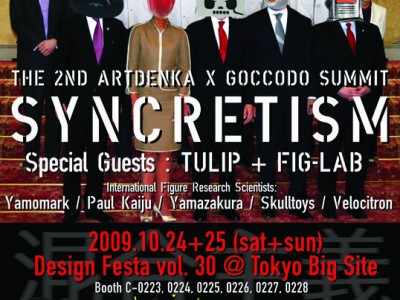 THE 2ND ARTDENKA X GOCCODO SUMMIT
SYNCRETISM
Special Guests : TULIP + FIG-LAB
International Figure Research Scientists:
Yamomark / Paul Kaiju / Yamazakura / Skulltoys / Velocitron
2009.10.24+25 (sat+sun)
Design Festa vol. 30 @ Tokyo Big Site
Booth C-0223, 0224, 0225, 0226, 0227, 0228